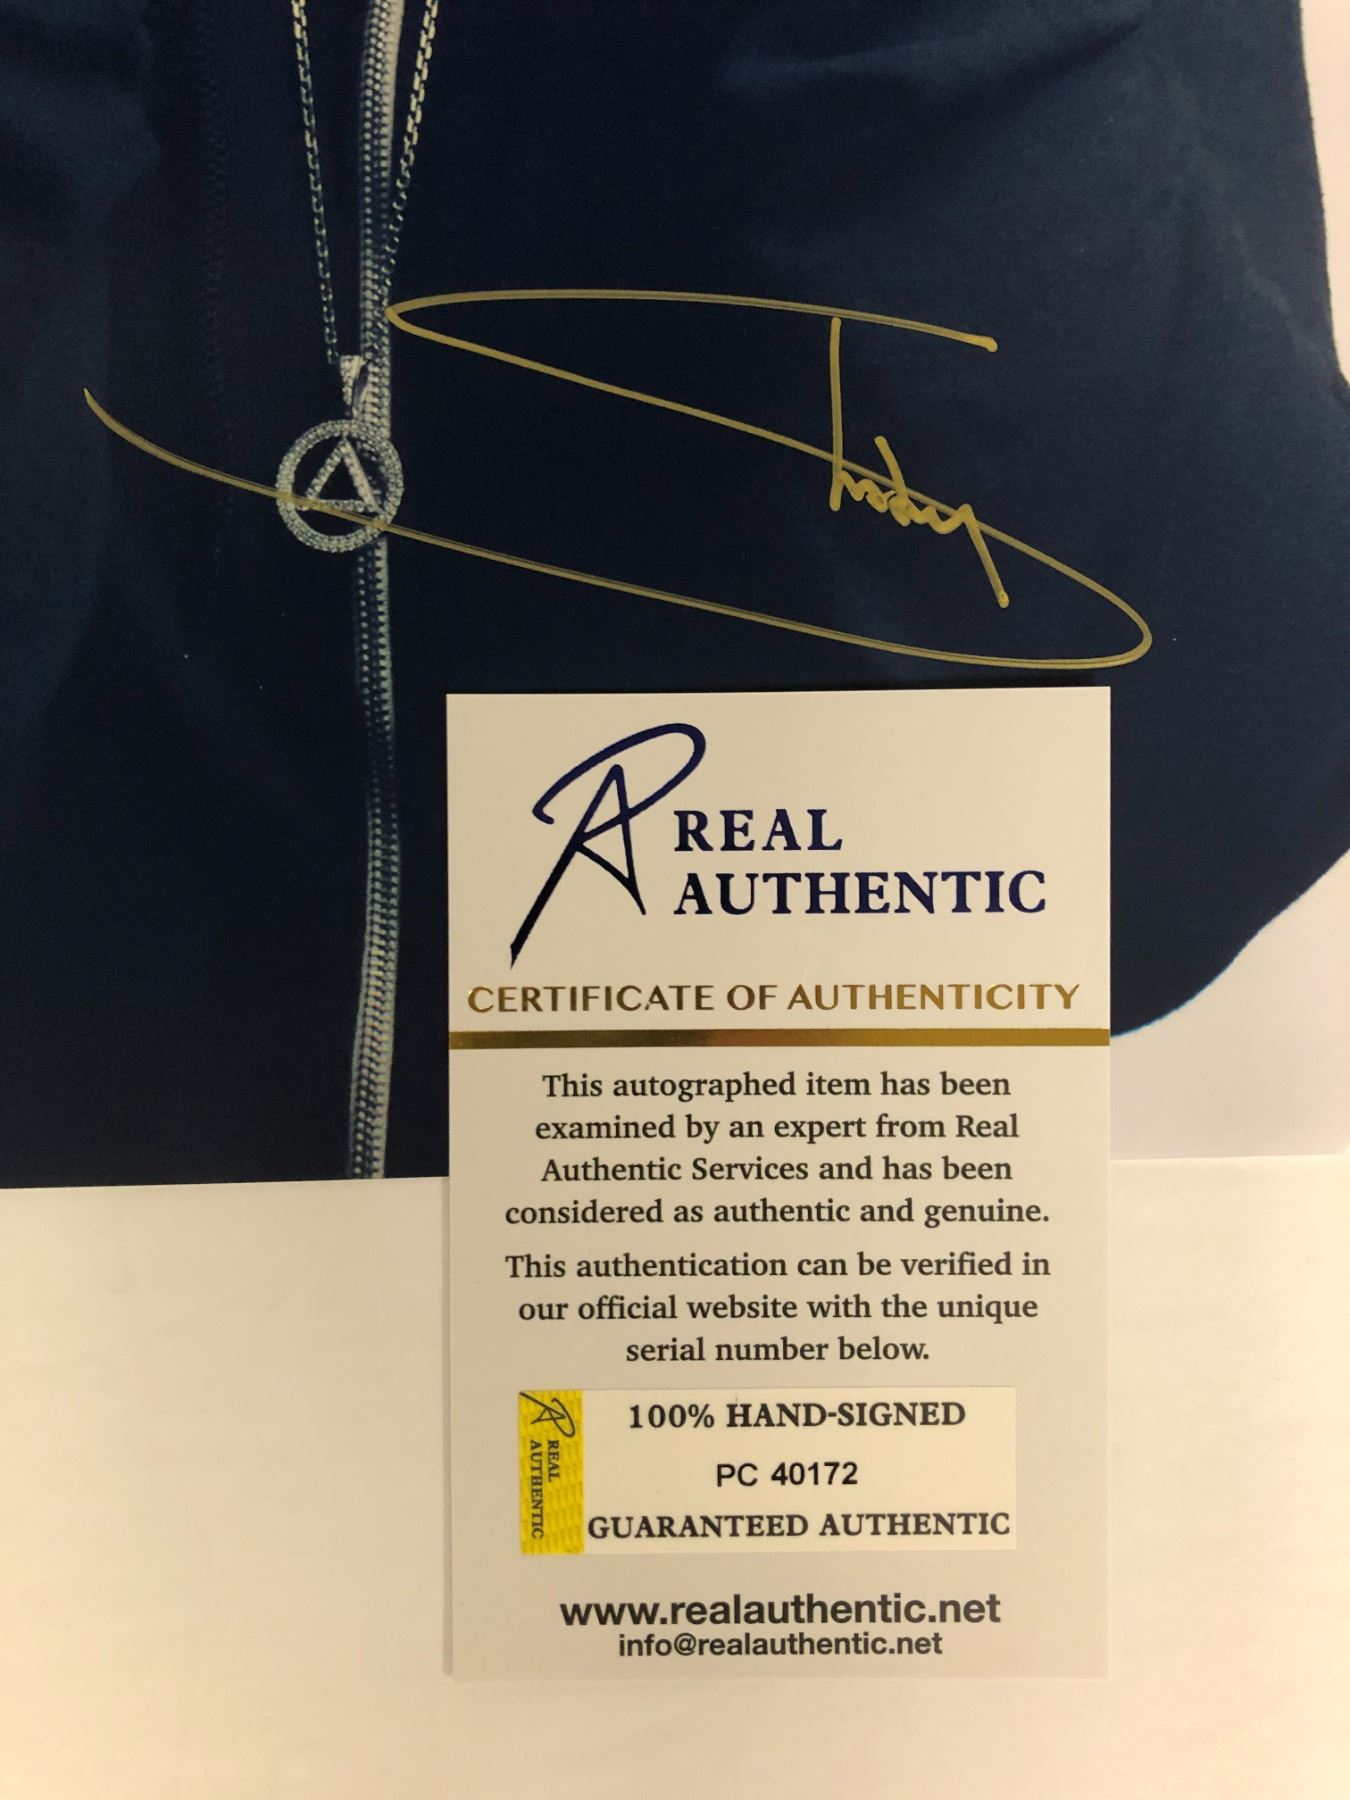 REAL
AUTHENTIC
CERTIFICATE OF AUTHENTICITY
This autographed item has been
examined by an expert from Real
Authentic Services and has been
considered as authentic and genuine.
This authentication can be verified in
our official website with the unique
serial number below.
REAL
AUTHENTIC
100% HAND-SIGNED
PC 40172
GUARANTEED AUTHENTIC
www.realauthentic.net
info@realauthentic.net